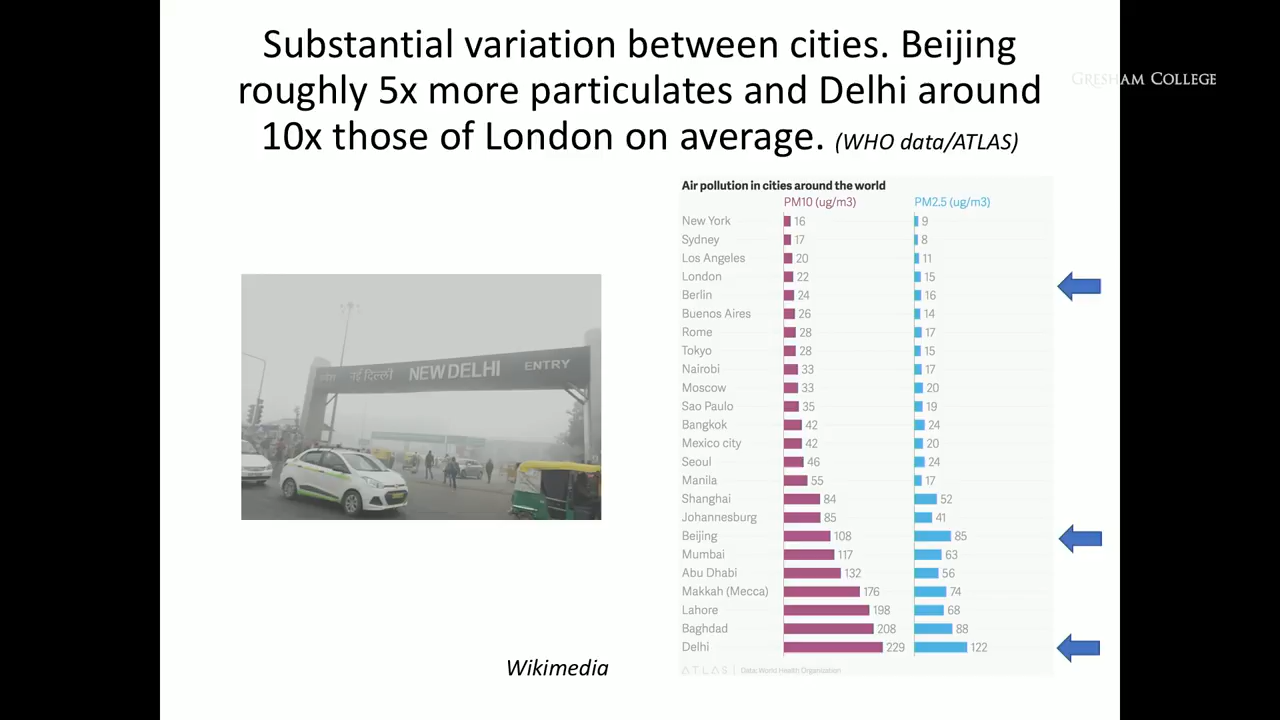 Substantial variation between cities. Beijing
roughly 5x more particulates and Delhi around
10x those of London on average. (WHO data/ATLAS)
GRESHAM COLLEGE
नई दिल्ली NEW DELHI ENTRY
Wikimedia
Air pollution in cities around the world
PM10 (ug/m3) PM2.5 (ug/m3)
New York 16 9
Sydney 17 8
Los Angeles 20 11
London 22 15
Berlin 24 16
Buenos Aires 26 14
Rome 28 17
Tokyo 28 15
Nairobi 33 17
Moscow 33 20
Sao Paulo 35 19
Bangkok 42 24
Mexico city 42 20
Seoul 46 24
Manila 55 17
Shanghai 84 52
Johannesburg 85 41
Beijing 108 85
Mumbai 117 63
Abu Dhabi 132 56
Makkah (Mecca) 176 74
Lahore 198 68
Baghdad 208 88
Delhi 229 122
ATLAS | Data: World Health Organization